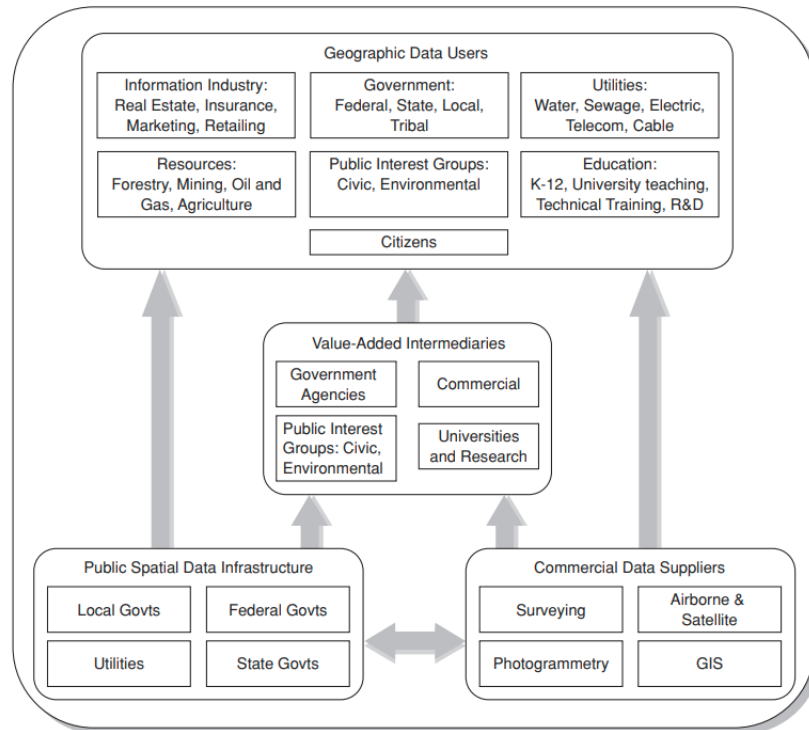 Geographic Data Users
Information Industry:
Real Estate, Insurance,
Marketing, Retailing
Government:
Federal, State, Local,
Tribal
Utilities:
Water, Sewage, Electric,
Telecom, Cable
Resources:
Forestry, Mining, Oil and
Gas, Agriculture
Public Interest Groups:
Civic, Environmental
Education:
K-12, University teaching,
Technical Training, R&D
Citizens
Value-Added Intermediaries
Government
Agencies
Commercial
Public Interest
Groups: Civic,
Environmental
Universities
and Research
Public Spatial Data Infrastructure
Local Govts
Federal Govts
Utilities
State Govts
Commercial Data Suppliers
Surveying
Airborne &
Satellite
Photogrammetry
GIS